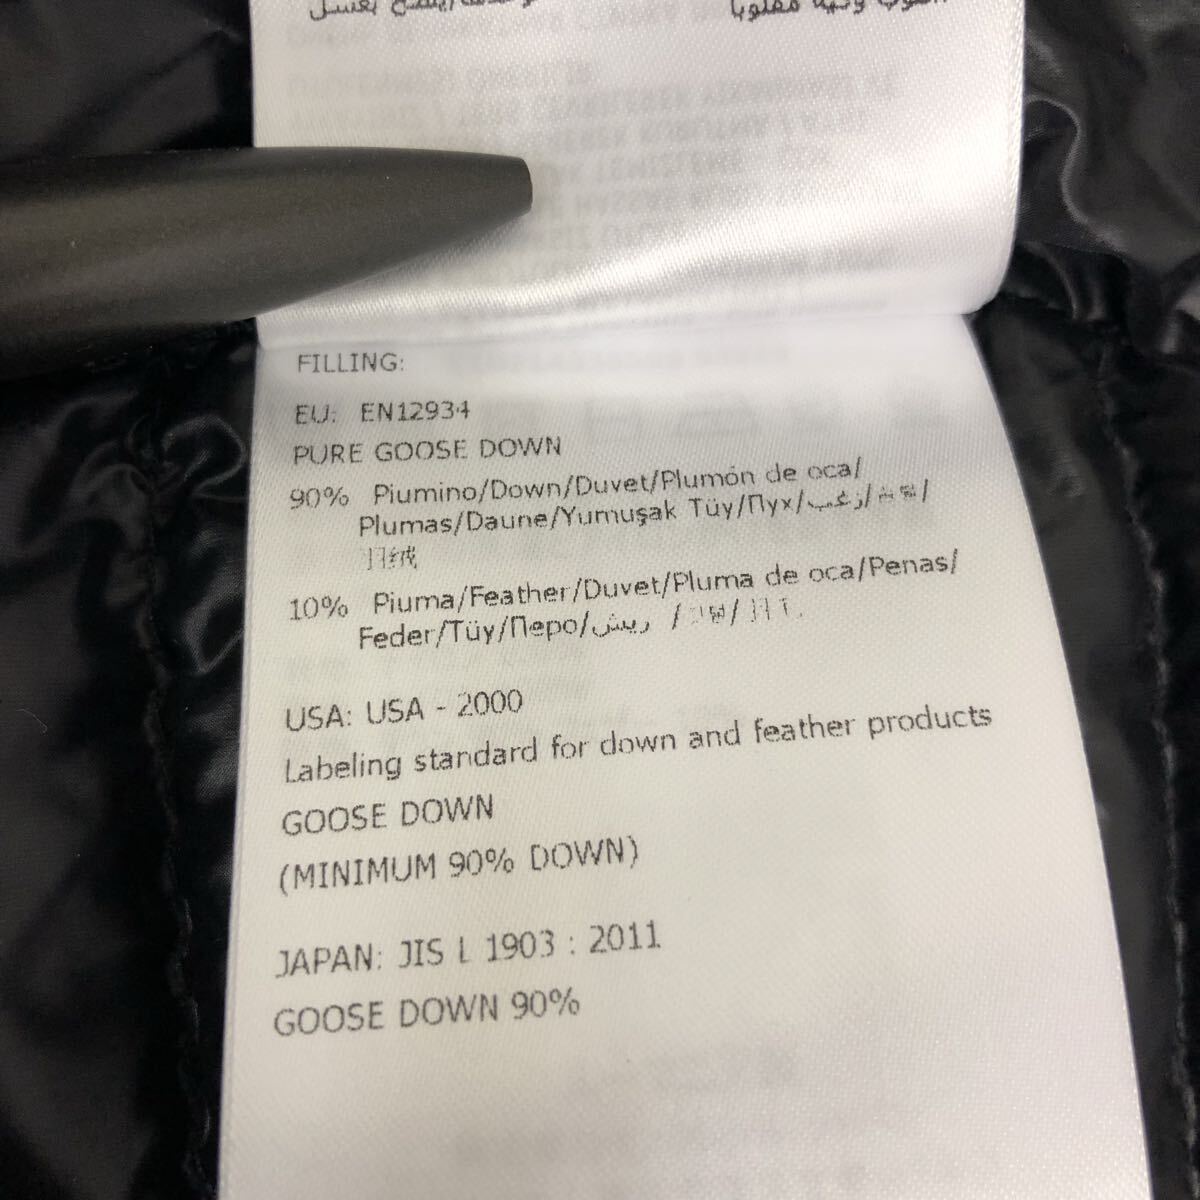 FILLING:
EU: EN12934
PURE GOOSE DOWN
90% Piumino/Down/Duvet/Plumón de oca/
Plumas/Daune/Yumuşak Tüy/Пух/زغب/
羽绒
10% Piuma/Feather/Duvet/Pluma de oca/Penas/
Feder/Tüy/Перо/ريش /
USA: USA - 2000
Labeling standard for down and feather products
GOOSE DOWN
(MINIMUM 90% DOWN)
JAPAN: JIS L 1903 : 2011
GOOSE DOWN 90%